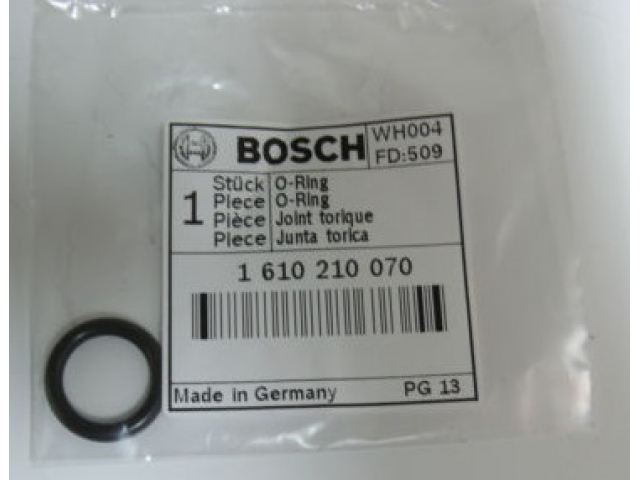 BOSCH
WH004
FD:509
1
Stück O-Ring
Piece O-Ring
Pièce Joint torique
Piece Junta torica
1 610 210 070
Made in Germany PG 13